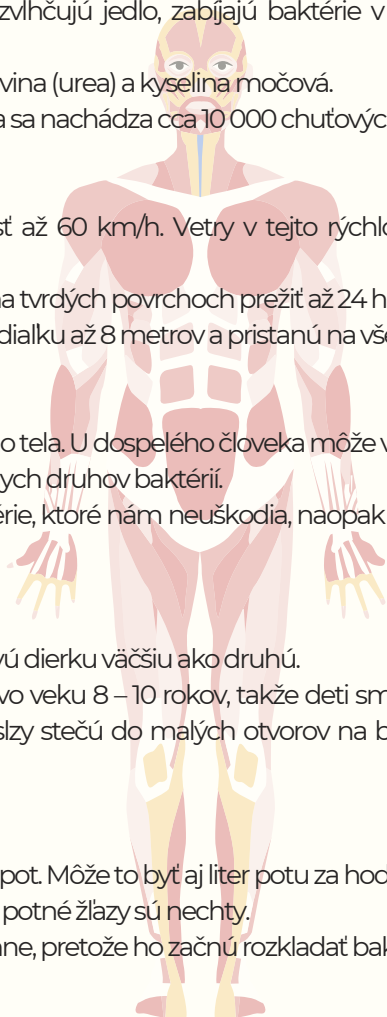 zvlhčujú jedlo, zabíjajú baktérie v
vina (urea) a kyselina močová.
a sa nachádza cca 10 000 chuťovýc
sť až 60 km/h. Vetry v tejto rýchlo
na tvrdých povrchoch prežiť až 24 h
diaľku až 8 metrov a pristanú na vše
o tela. U dospelého človeka môže v
ych druhov baktérií.
érie, ktoré nám neuškodia, naopak
vú dierku väčšiu ako druhú.
vo veku 8 – 10 rokov, takže deti sm
slzy stečú do malých otvorov na b
pot. Môže to byť aj liter potu za hod
potné žľazy sú nechty.
ne, pretože ho začnú rozkladať bak